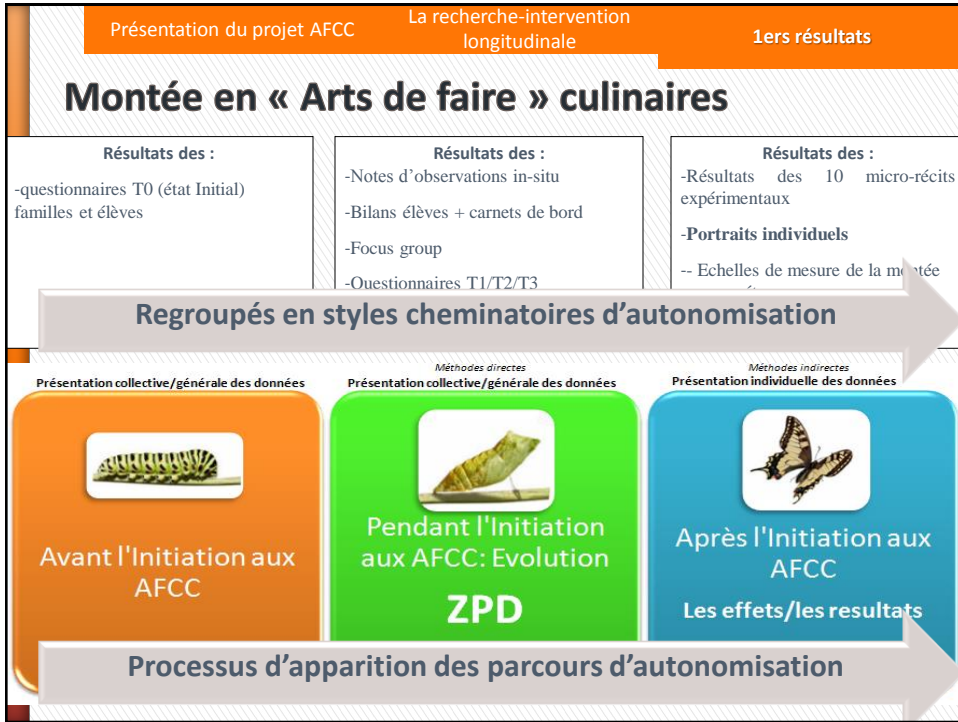 Présentation du projet AFCC
La recherche-intervention
longitudinale
1ers résultats
Montée en « Arts de faire » culinaires
Résultats des :
-questionnaires T0 (état Initial)
familles et élèves
Résultats des :
-Notes d'observations in-situ
-Bilans élèves + carnets de bord
-Focus group
-Questionnaires T1/T2/T3
Résultats des :
-Résultats des 10 micro-récits
expérimentaux
-Portraits individuels
-- Echelles de mesure de la montée
Regroupés en styles cheminatoires d'autonomisation
Présentation collective/générale des données
Méthodes directes
Présentation collective/générale des données
Méthodes indirectes
Présentation individuelle des données
Avant l'Initiation aux
AFCC
Pendant l'Initiation
aux AFCC: Evolution
ZPD
Après l'Initiation aux
AFCC
Les effets/les resultats
Processus d'apparition des parcours d'autonomisation